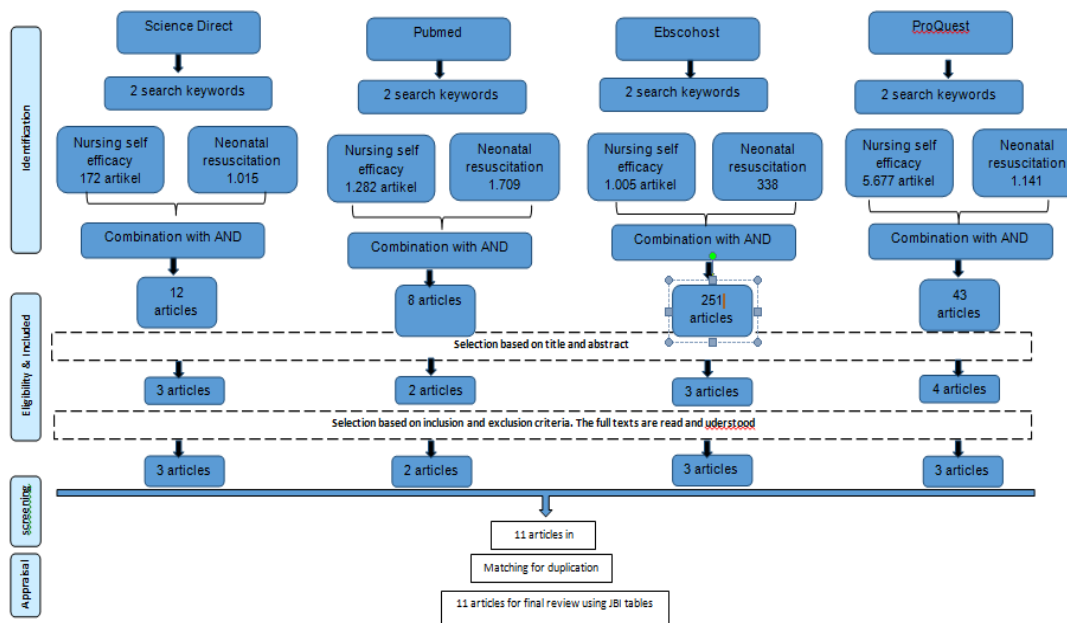 Identification
Science Direct
Pubmed
Ebscohost
ProQuest
2 search keywords
2 search keywords
2 search keywords
2 search keywords
Nursing self
efficacy
172 artikel
Neonatal
resuscitation
1.015
Nursing self
efficacy
1.282 artikel
Neonatal
resuscitation
1.709
Nursing self
efficacy
1.005 artikel
Neonatal
resuscitation
338
Nursing self
efficacy
5.677 artikel
Neonatal
resuscitation
1.141
Combination with AND
Combination with AND
Combination with AND
Combination with AND
Eligibility & Included
12
articles
8 articles
251
articles
43
articles
Selection based on title and abstract
3 articles
2 articles
3 articles
4 articles
Selection based on inclusion and exclusion criteria. The full texts are read and uderstood
3 articles
2 articles
3 articles
3 articles
screening
11 articles in
Appraisal
Matching for duplication
11 articles for final review using JBI tables